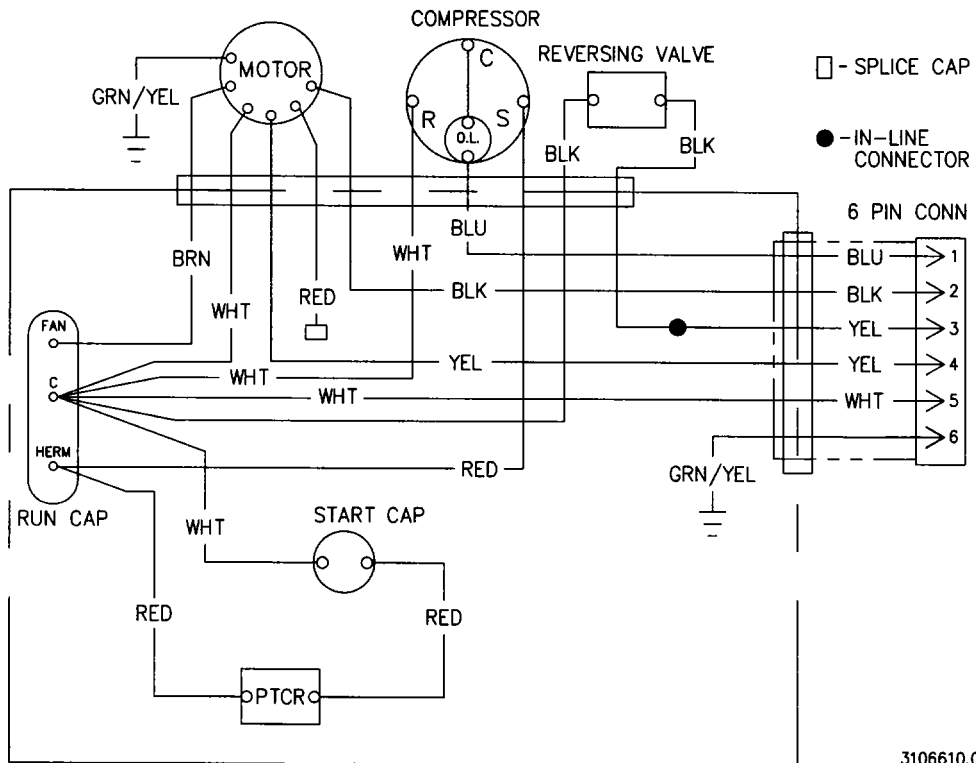 COMPRESSOR
MOTOR
C
R
S
O.L.
REVERSING VALVE
- SPLICE CAP
-IN-LINE
CONNECTOR
GRN/YEL
BLK
BLK
6 PIN CONN
BLU
WHT
BRN
BLU
1
WHT
RED
BLK
BLK
2
FAN
YEL
3
YEL
YEL
4
C
WHT
WHT
WHT
5
6
HERM
RED
GRN/YEL
RUN CAP
WHT
START CAP
RED
RED
PTCR